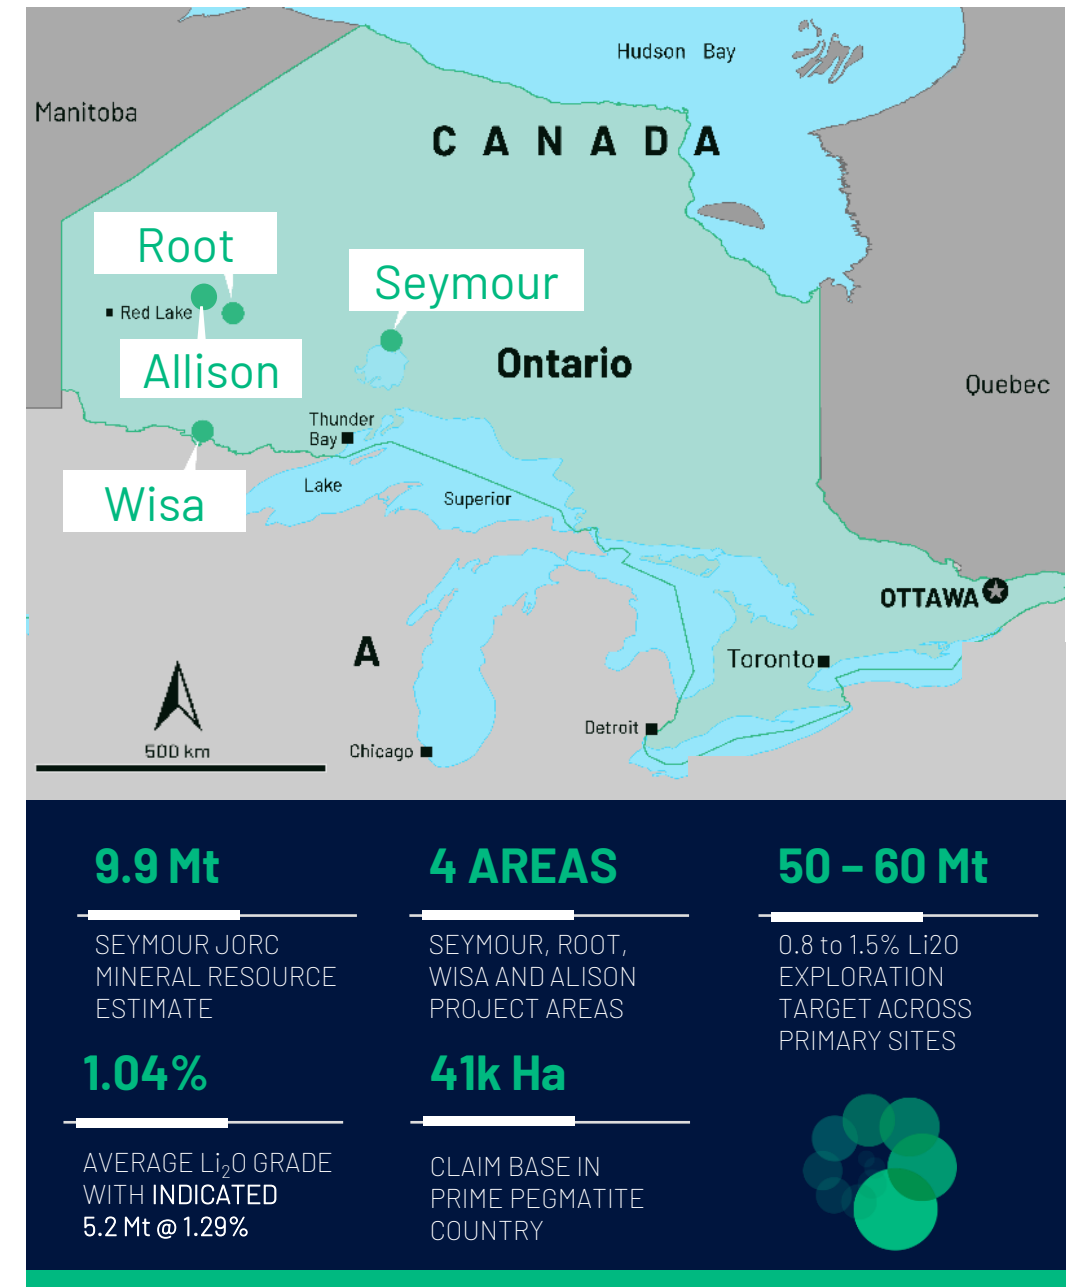 Hudson Bay
Manitoba
CANADA
Root
Seymour
Red Lake
Allison
Ontario
Quebec
Thunder
Bay
Wisa
Lake
Superior
OTTAWA
A
Toronto
Detroit
500 km
Chicago
9.9 Mt
SEYMOUR JORC
MINERAL RESOURCE
ESTIMATE
4 AREAS
SEYMOUR, ROOT,
WISA AND ALISON
PROJECT AREAS
50 – 60 Mt
0.8 to 1.5% Li2O
EXPLORATION
TARGET ACROSS
PRIMARY SITES
1.04%
AVERAGE Li₂O GRADE
WITH INDICATED
5.2 Mt @ 1.29%
41k Ha
CLAIM BASE IN
PRIME PEGMATITE
COUNTRY